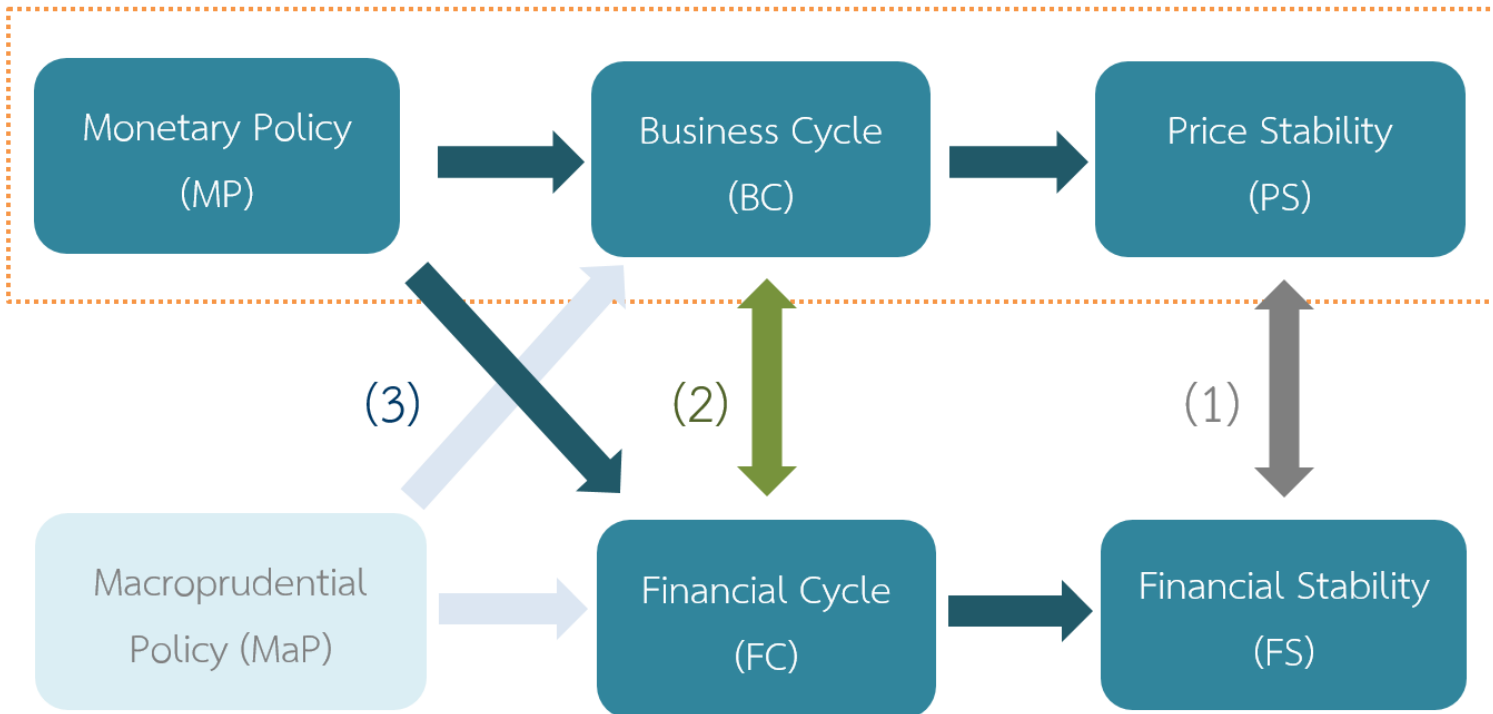 Monetary Policy
(MP)
Business Cycle
(BC)
Price Stability
(PS)
(3)
(2)
(1)
Macroprudential
Policy (MaP)
Financial Cycle
(FC)
Financial Stability
(FS)